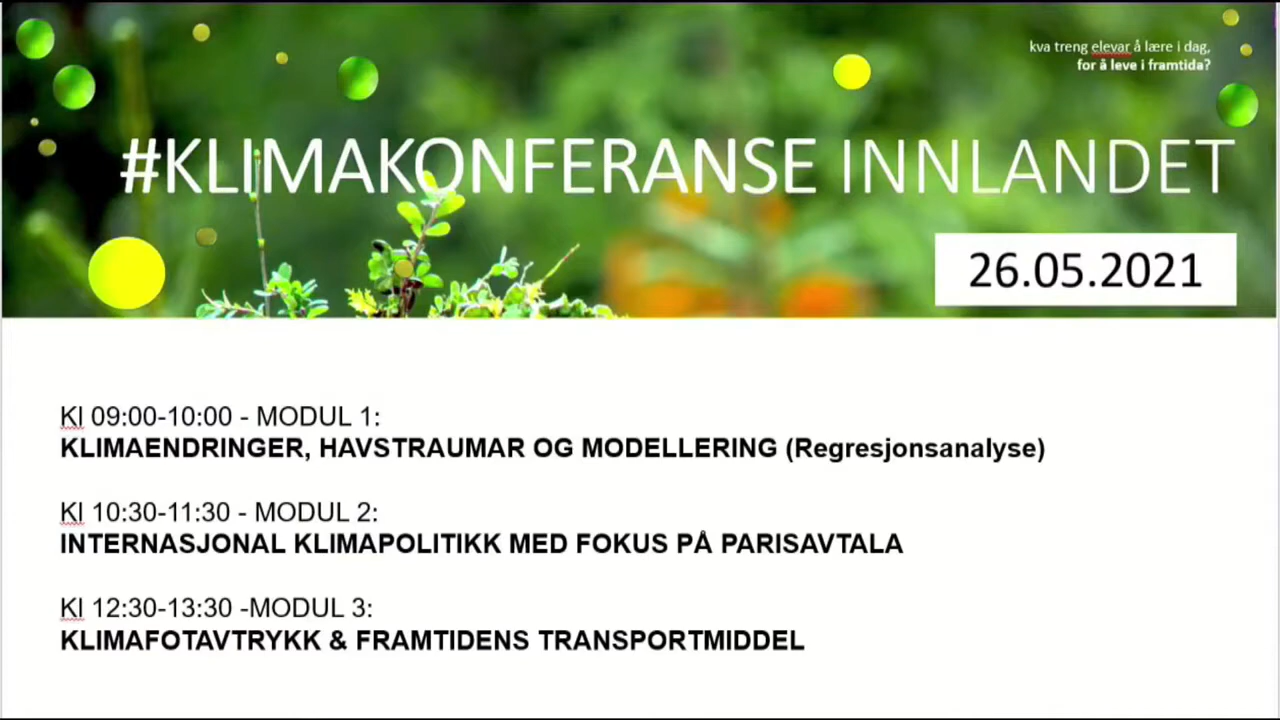 kva treng elevar å lære i dag,
for å leve i framtida?
#KLIMAKONFERANSE INNLANDET
26.05.2021
Kl 09:00-10:00 - MODUL 1:
KLIMAENDRINGER, HAVSTRAUMAR OG MODELLERING (Regresjonsanalyse)
Kl 10:30-11:30 - MODUL 2:
INTERNASJONAL KLIMAPOLITIKK MED FOKUS PÅ PARISAVTALA
Kl 12:30-13:30 -MODUL 3:
KLIMAFOTAVTRYKK & FRAMTIDENS TRANSPORTMIDDEL